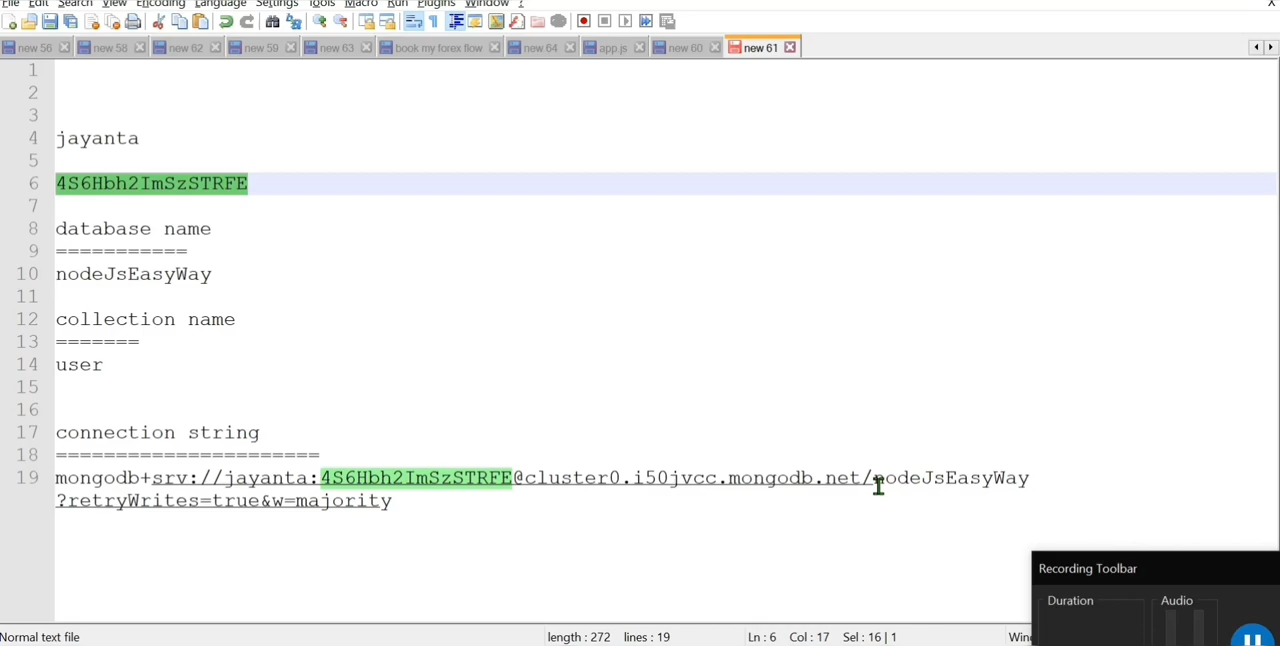 File Edit Search View Encoding Language Settings Tools Macro Run Plugins Window ? X
new 56 new 58 new 62 new 59 new 63 book my forex flow new 64 app.js new 60 new 61
1
2
3
4 jayanta
5
6 4S6Hbh2ImSzSTRFE
7
8 database name
9 ===========
10 nodeJsEasyWay
11
12 collection name
13 =======
14 user
15
16
17 connection string
18 ======================
19 mongodb+srv://jayanta:4S6Hbh2ImSzSTRFE@cluster0.i50jvcc.mongodb.net/nodeJsEasyWay
?retryWrites=true&w=majority
Recording Toolbar
Duration Audio
Normal text file length : 272 lines : 19 Ln : 6 Col : 17 Sel : 16 | 1